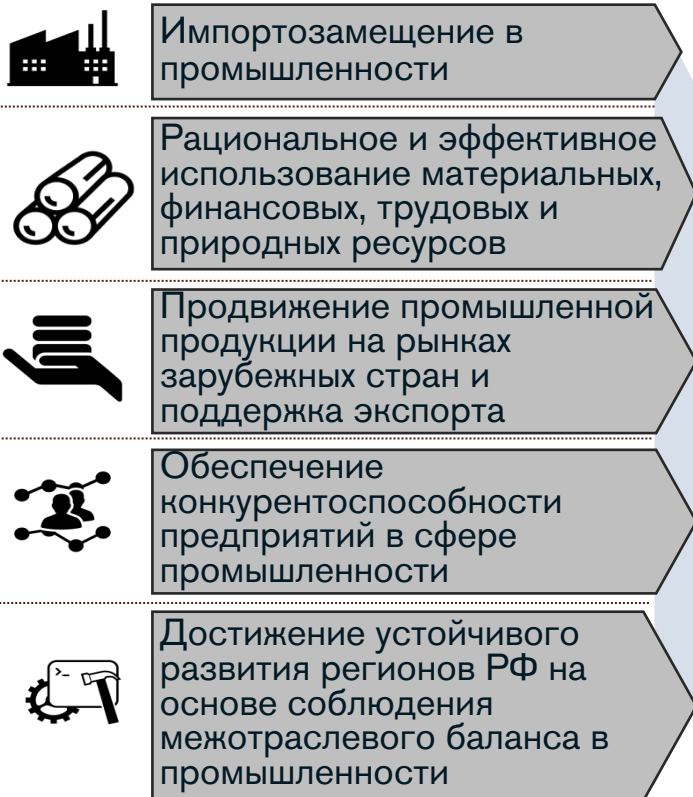 Импортозамещение в
промышленности
Рациональное и эффективное
использование материальных,
финансовых, трудовых и
природных ресурсов
Продвижение промышленной
продукции на рынках
зарубежных стран и
поддержка экспорта
Обеспечение
конкурентоспособности
предприятий в сфере
промышленности
Достижение устойчивого
развития регионов РФ на
основе соблюдения
межотраслевого баланса в
промышленности